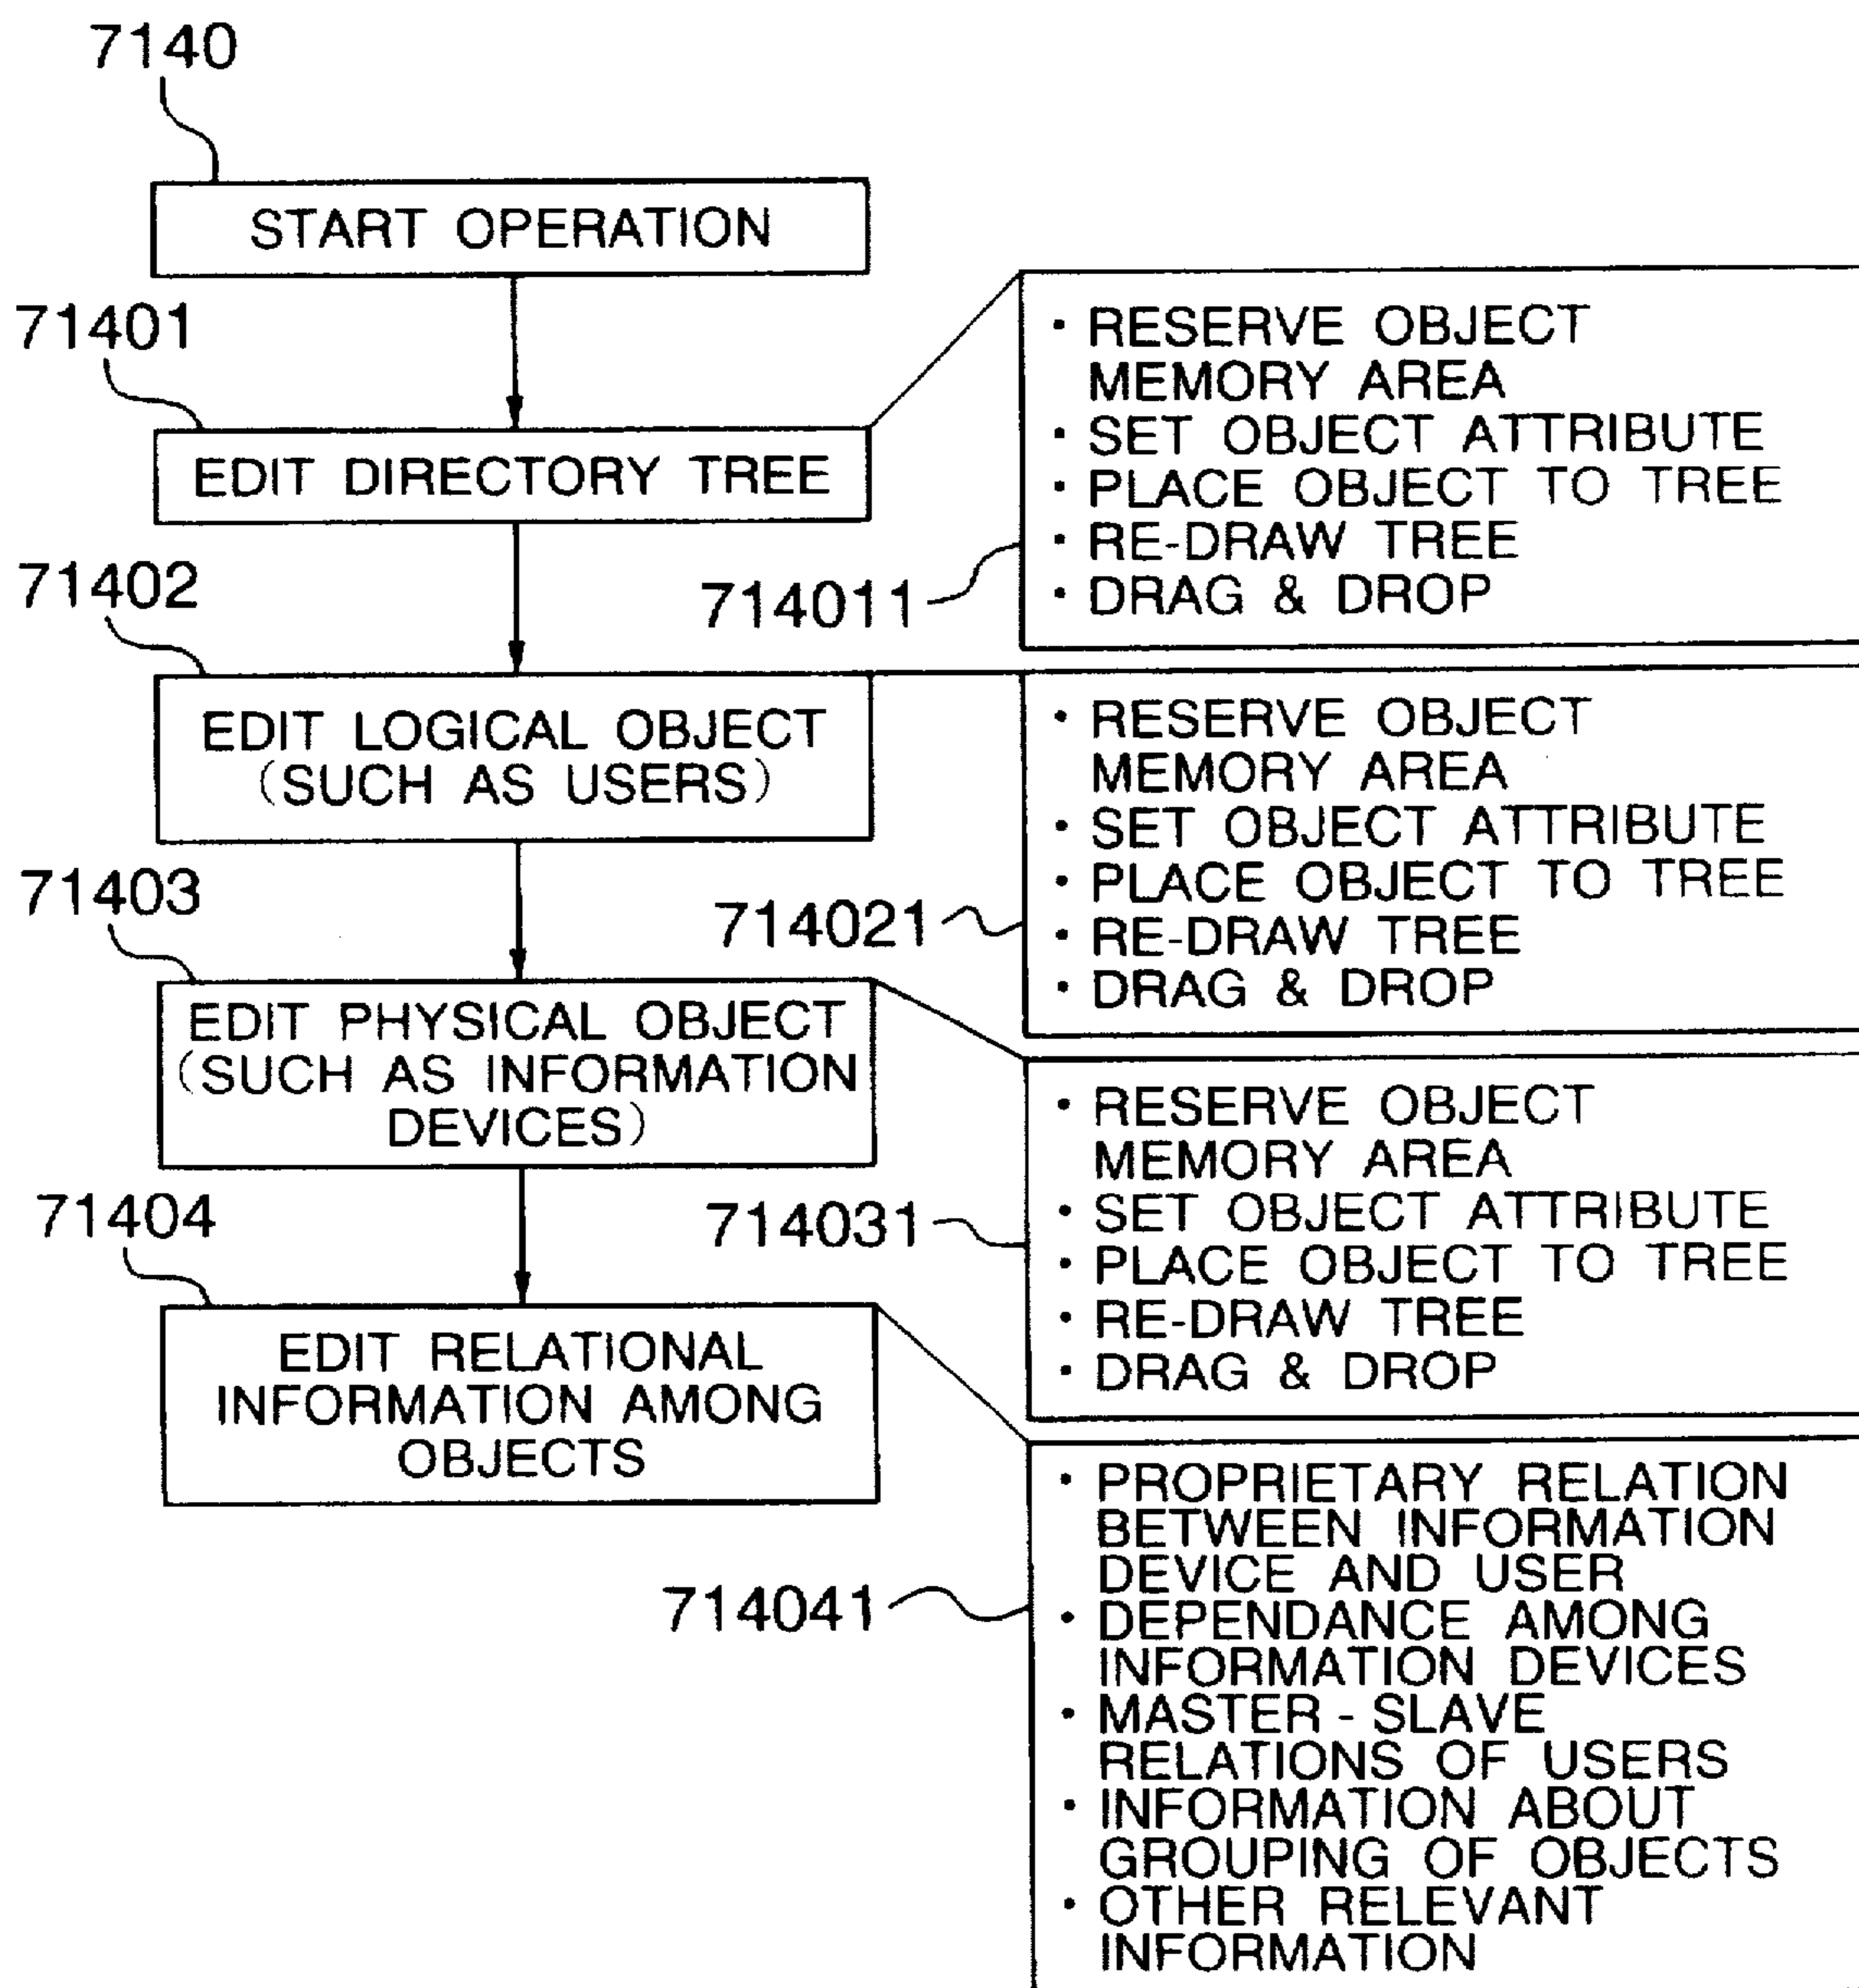 7140
START OPERATION
71401
EDIT DIRECTORY TREE
· RESERVE OBJECT
MEMORY AREA
· SET OBJECT ATTRIBUTE
· PLACE OBJECT TO TREE
· RE-DRAW TREE
· DRAG & DROP
714011
71402
EDIT LOGICAL OBJECT
(SUCH AS USERS)
· RESERVE OBJECT
MEMORY AREA
· SET OBJECT ATTRIBUTE
· PLACE OBJECT TO TREE
· RE-DRAW TREE
· DRAG & DROP
714021
71403
EDIT PHYSICAL OBJECT
(SUCH AS INFORMATION
DEVICES)
· RESERVE OBJECT
MEMORY AREA
· SET OBJECT ATTRIBUTE
· PLACE OBJECT TO TREE
· RE-DRAW TREE
· DRAG & DROP
714031
71404
EDIT RELATIONAL
INFORMATION AMONG
OBJECTS
· PROPRIETARY RELATION
BETWEEN INFORMATION
DEVICE AND USER
· DEPENDANCE AMONG
INFORMATION DEVICES
· MASTER - SLAVE
RELATIONS OF USERS
· INFORMATION ABOUT
GROUPING OF OBJECTS
· OTHER RELEVANT
INFORMATION
714041